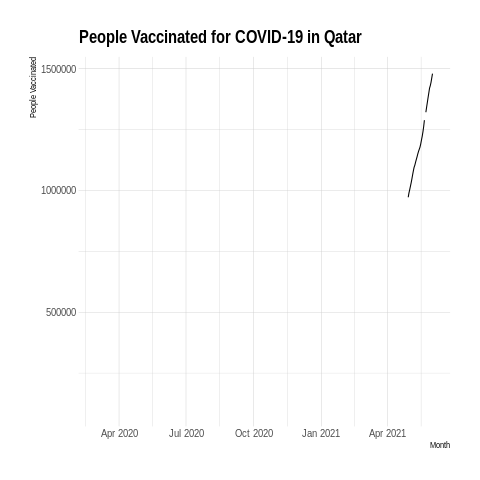 People Vaccinated for COVID-19 in Qatar
People Vaccinated
1500000
1000000
500000
Apr 2020 Jul 2020 Oct 2020 Jan 2021 Apr 2021
Month